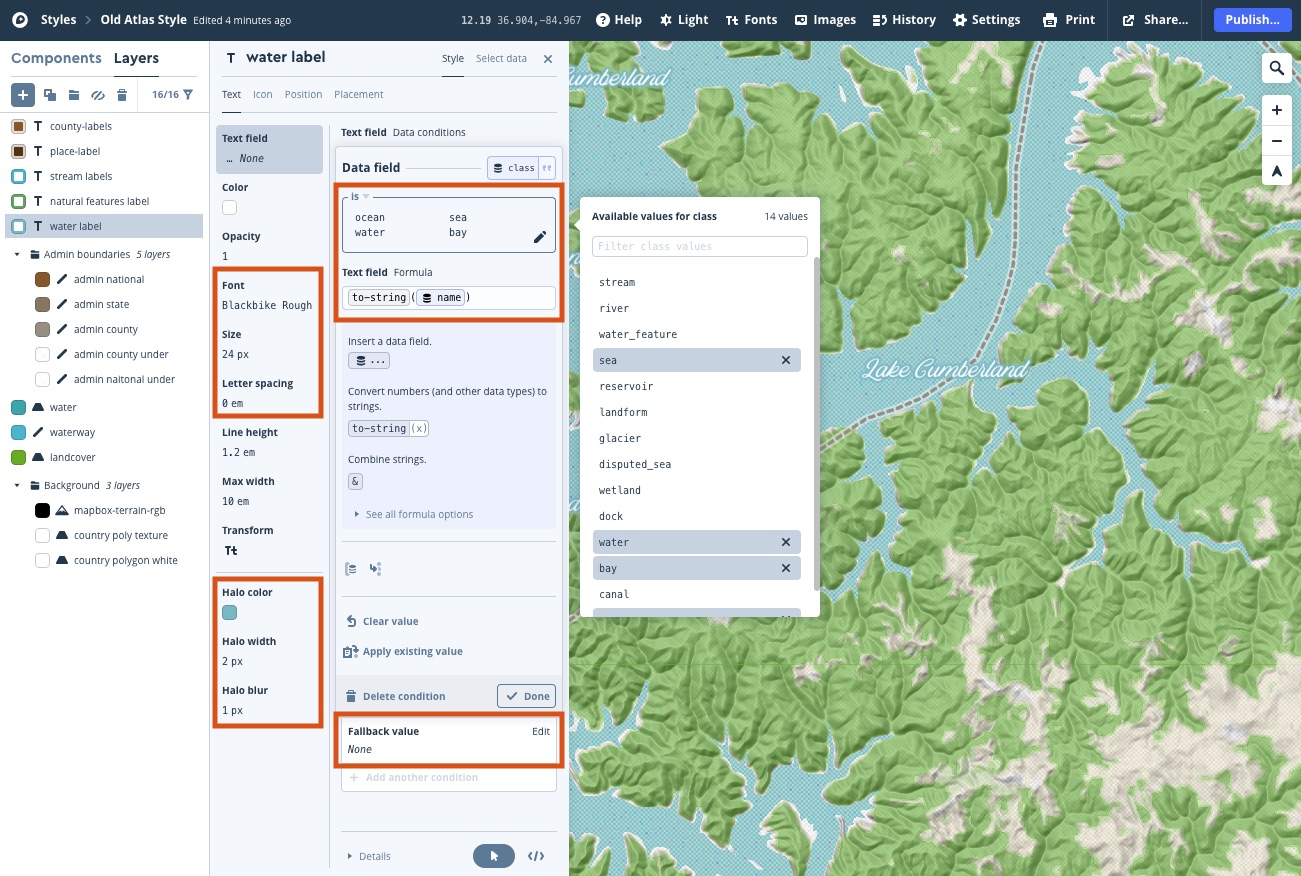 Styles > Old Atlas Style Edited 4 minutes ago 12.19 36.904,-84.967 Help Light Fonts Images History Settings Print Share... Publish...
Components Layers
16/16
county-labels
place-label
stream labels
natural features label
water label
Admin boundaries 5 layers
admin national
admin state
admin county
admin county under
admin naitonal under
water
waterway
landcover
Background 3 layers
mapbox-terrain-rgb
country poly texture
country polygon white
water label
Style Select data
Text Icon Position Placement
Text field
… None
Color
Opacity
1
Font
Blackbike Rough
Size
24 px
Letter spacing
0 em
Line height
1.2 em
Max width
10 em
Transform
Tt
Halo color
Halo width
2 px
Halo blur
1 px
Text field Data conditions
Data field class
is
ocean sea
water bay
Text field Formula
to-string ( name )
Insert a data field.
...
Convert numbers (and other data types) to
strings.
to-string (x)
Combine strings.
&
See all formula options
Clear value
Apply existing value
Delete condition Done
Fallback value Edit
None
+ Add another condition
Details </>
Available values for class 14 values
Filter class values
stream
river
water_feature
sea
reservoir
landform
glacier
disputed_sea
wetland
dock
water
bay
canal
Cumberland
Lake Cumberland